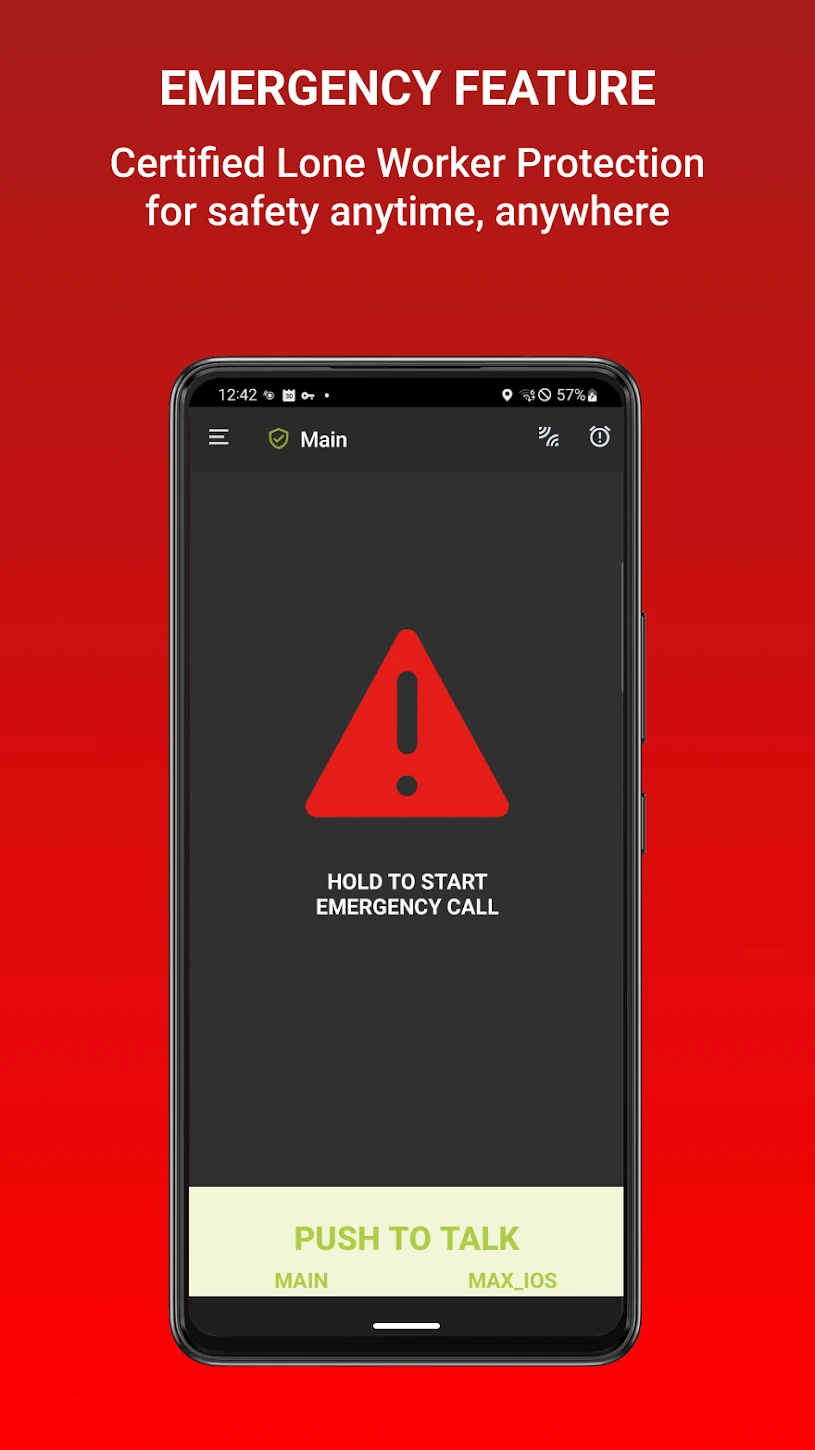 EMERGENCY FEATURE
Certified Lone Worker Protection
for safety anytime, anywhere
12:42
57%
Main
HOLD TO START
EMERGENCY CALL
PUSH TO TALK
MAIN MAX_IOS